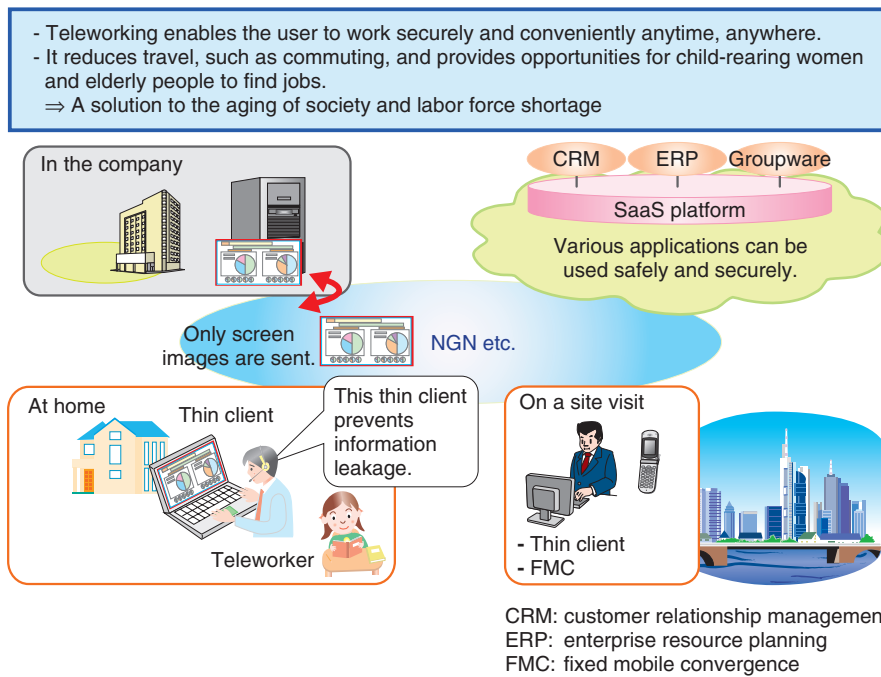 - Teleworking enables the user to work securely and conveniently anytime, anywhere.
- It reduces travel, such as commuting, and provides opportunities for child-rearing women
and elderly people to find jobs.
⇒ A solution to the aging of society and labor force shortage
In the company
CRM
ERP
Groupware
SaaS platform
Various applications can be
used safely and securely.
Only screen
images are sent.
NGN etc.
At home
Thin client
This thin client
prevents
information
leakage.
Teleworker
On a site visit
- Thin client
- FMC
CRM: customer relationship management
ERP: enterprise resource planning
FMC: fixed mobile convergence